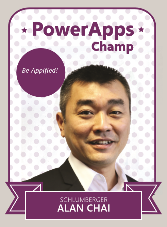 PowerApps
Champ
Be Appified!
SCHLUMBERGER
ALAN CHAI